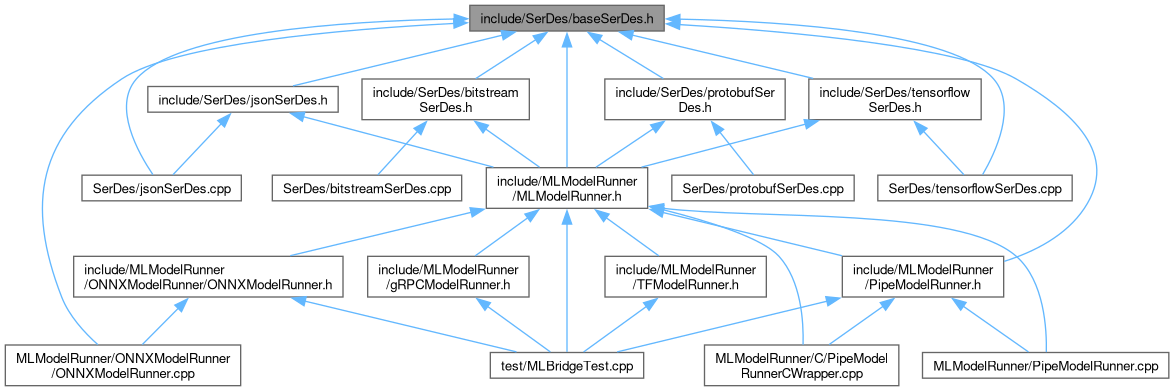 include/SerDes/baseSerDes.h
include/SerDes/jsonSerDes.h
include/SerDes/bitstream
SerDes.h
include/SerDes/protobufSer
Des.h
include/SerDes/tensorflow
SerDes.h
SerDes/jsonSerDes.cpp
SerDes/bitstreamSerDes.cpp
include/MLModelRunner
/MLModelRunner.h
SerDes/protobufSerDes.cpp
SerDes/tensorflowSerDes.cpp
include/MLModelRunner
/ONNXModelRunner/ONNXModelRunner.h
include/MLModelRunner
/gRPCModelRunner.h
include/MLModelRunner
/TFModelRunner.h
include/MLModelRunner
/PipeModelRunner.h
MLModelRunner/ONNXModelRunner
/ONNXModelRunner.cpp
test/MLBridgeTest.cpp
MLModelRunner/C/PipeModel
RunnerCWrapper.cpp
MLModelRunner/PipeModelRunner.cpp